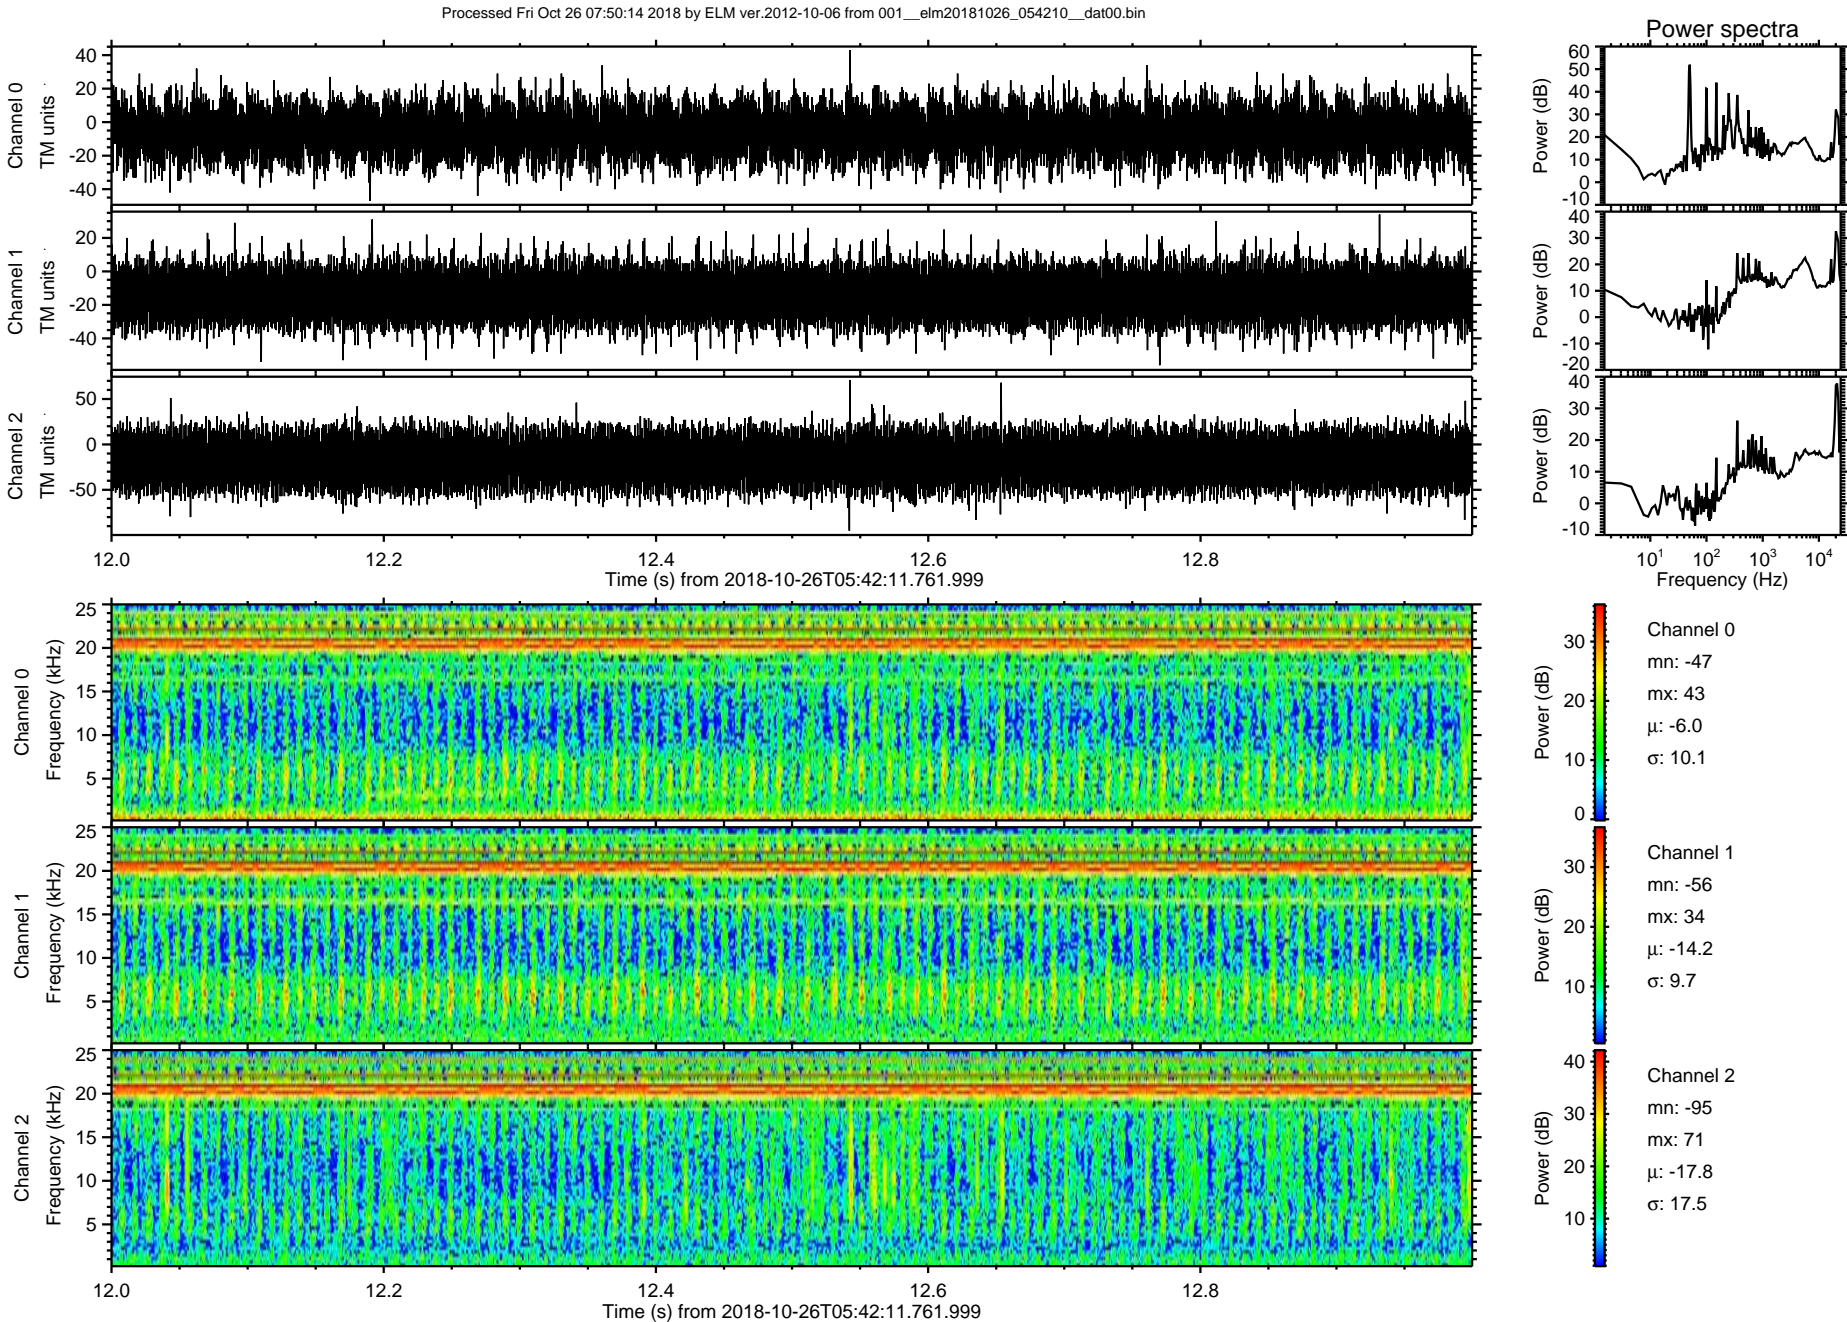 Processed Fri Oct 26 07:50:14 2018 by ELM ver.2012-10-06 from 001__elm20181026_054210__dat00.bin
Power spectra
Channel 0
TM units
40
20
0
-20
-40
Power (dB)
60
50
40
30
20
10
0
-10
Channel 1
TM units
20
0
-20
-40
Power (dB)
40
30
20
10
0
-10
-20
Channel 2
TM units
50
0
-50
Power (dB)
40
30
20
10
0
-10
12.0 12.2 12.4 12.6 12.8
Time (s) from 2018-10-26T05:42:11.761.999
10^1 10^2 10^3 10^4
Frequency (Hz)
Channel 0
Frequency (kHz)
25
20
15
10
5
Power (dB)
30
20
10
0
Channel 0
mn: -47
mx: 43
μ: -6.0
σ: 10.1
Channel 1
Frequency (kHz)
25
20
15
10
5
Power (dB)
30
20
10
Channel 1
mn: -56
mx: 34
μ: -14.2
σ: 9.7
Channel 2
Frequency (kHz)
25
20
15
10
5
Power (dB)
40
30
20
10
Channel 2
mn: -95
mx: 71
μ: -17.8
σ: 17.5
12.0 12.2 12.4 12.6 12.8
Time (s) from 2018-10-26T05:42:11.761.999